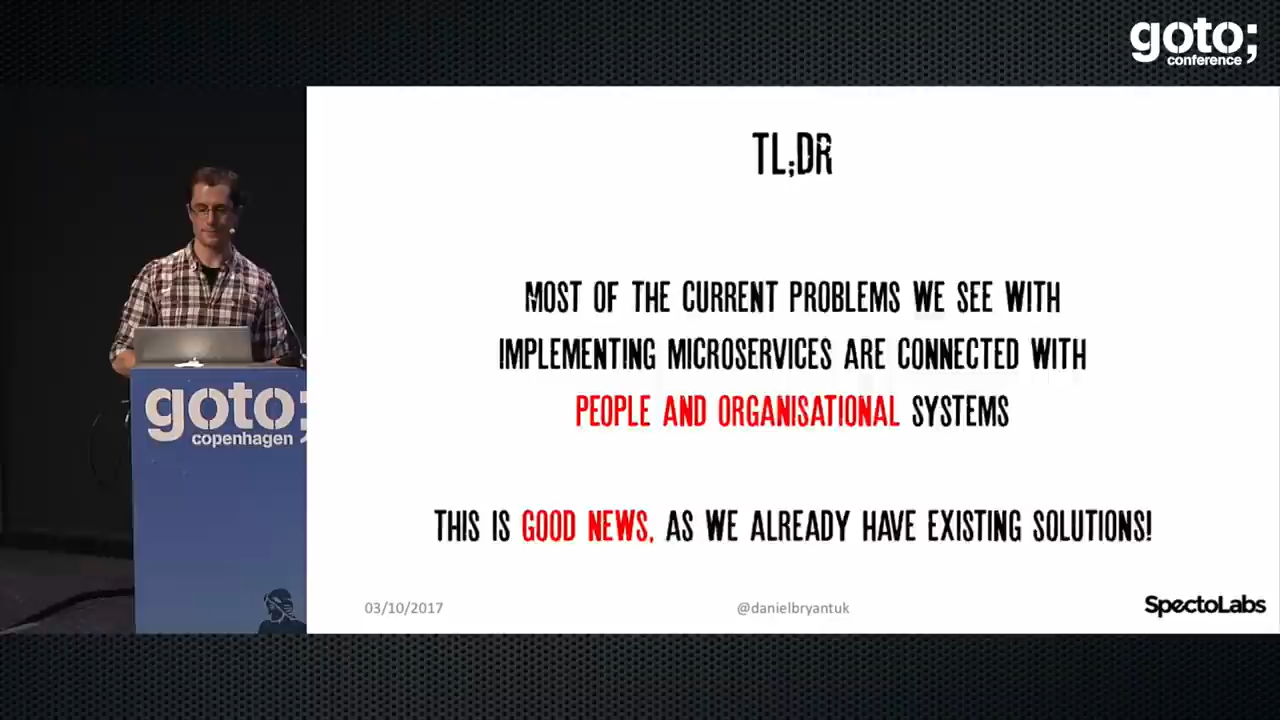 goto;
conference
TL;DR
MOST OF THE CURRENT PROBLEMS WE SEE WITH
IMPLEMENTING MICROSERVICES ARE CONNECTED WITH
PEOPLE AND ORGANISATIONAL SYSTEMS
THIS IS GOOD NEWS, AS WE ALREADY HAVE EXISTING SOLUTIONS!
03/10/2017
@danielbryantuk
SpectoLabs
goto;
copenhagen